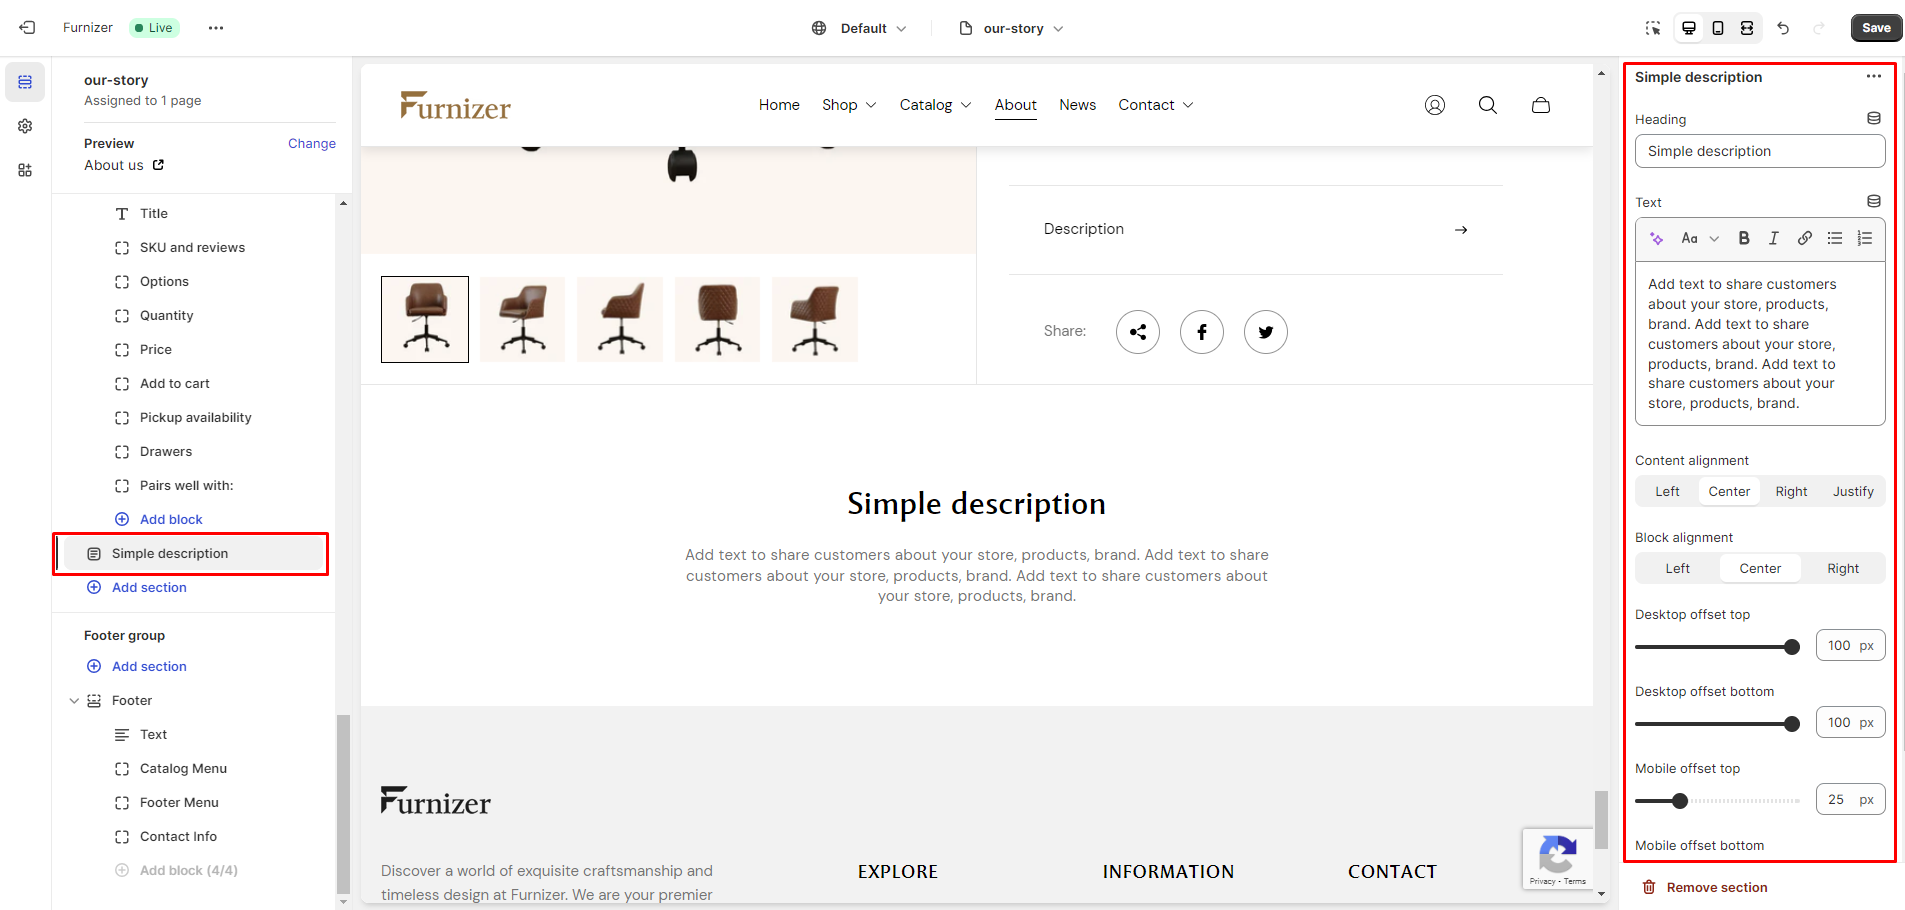 Furnizer
Live
Default
our-story
Save
our-story
Assigned to 1 page
Preview
Change
About us
Title
SKU and reviews
Options
Quantity
Price
Add to cart
Pickup availability
Drawers
Pairs well with:
Add block
Simple description
Add section
Footer group
Add section
Footer
Text
Catalog Menu
Footer Menu
Contact Info
Add block (4/4)
Furnizer
Home
Shop
Catalog
About
News
Contact
Description
Share:
Simple description
Add text to share customers about your store, products, brand. Add text to share
customers about your store, products, brand. Add text to share customers about
your store, products, brand.
Furnizer
Discover a world of exquisite craftsmanship and
timeless design at Furnizer. We are your premier
EXPLORE
INFORMATION
CONTACT
Privacy - Terms
Simple description
Heading
Simple description
Text
Aa
B
I
Add text to share customers
about your store, products,
brand. Add text to share
customers about your store,
products, brand. Add text to
share customers about your
store, products, brand.
Content alignment
Left
Center
Right
Justify
Block alignment
Left
Center
Right
Desktop offset top
100 px
Desktop offset bottom
100 px
Mobile offset top
25 px
Mobile offset bottom
Remove section